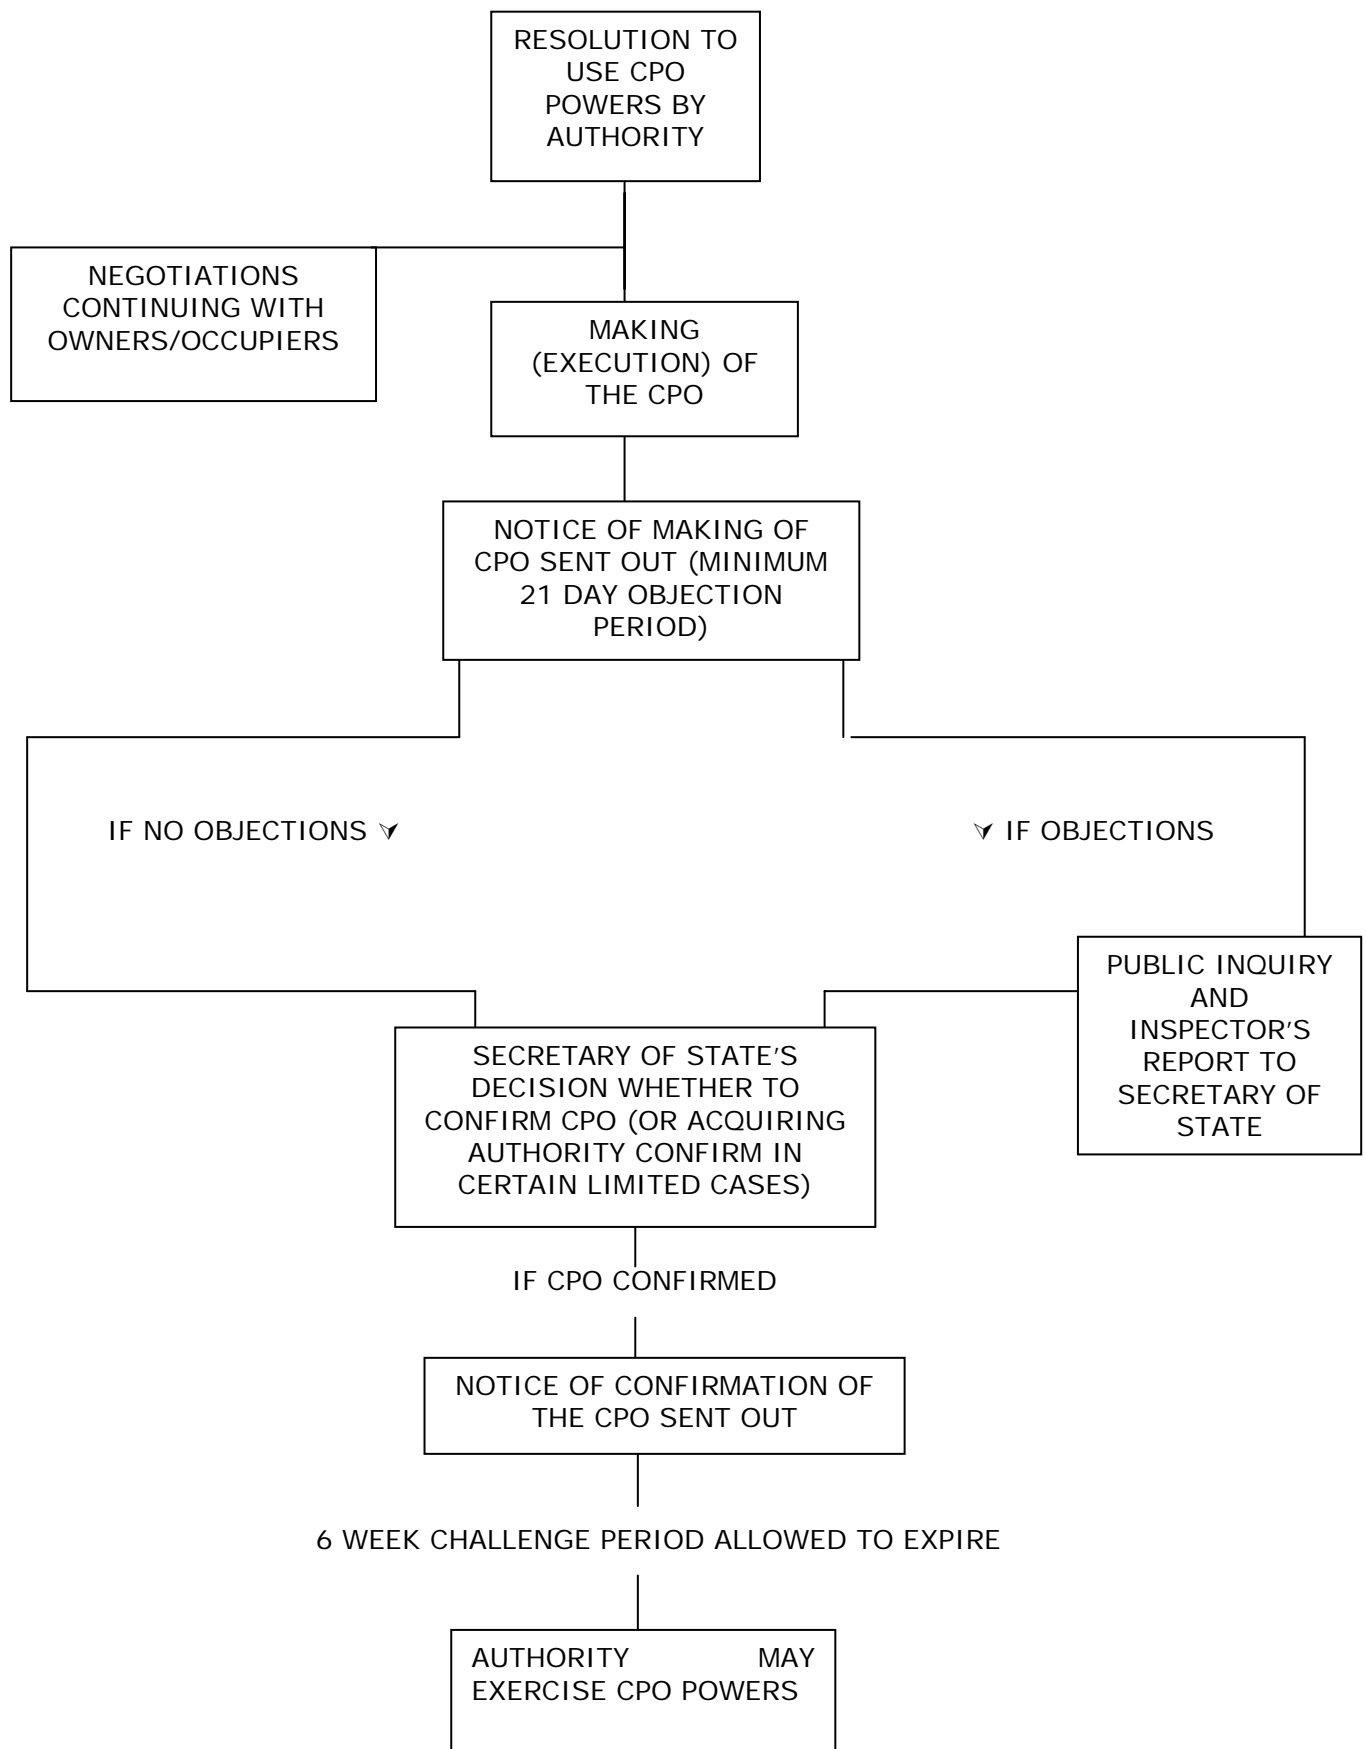 RESOLUTION TO
USE CPO
POWERS BY
AUTHORITY
NEGOTIATIONS
CONTINUING WITH
OWNERS/OCCUPIERS
MAKING
(EXECUTION) OF
THE CPO
NOTICE OF MAKING OF
CPO SENT OUT (MINIMUM
21 DAY OBJECTION
PERIOD)
IF NO OBJECTIONS
IF OBJECTIONS
PUBLIC INQUIRY
AND
INSPECTOR’S
REPORT TO
SECRETARY OF
STATE
SECRETARY OF STATE’S
DECISION WHETHER TO
CONFIRM CPO (OR ACQUIRING
AUTHORITY CONFIRM IN
CERTAIN LIMITED CASES)
IF CPO CONFIRMED
NOTICE OF CONFIRMATION OF
THE CPO SENT OUT
6 WEEK CHALLENGE PERIOD ALLOWED TO EXPIRE
AUTHORITY MAY
EXERCISE CPO POWERS